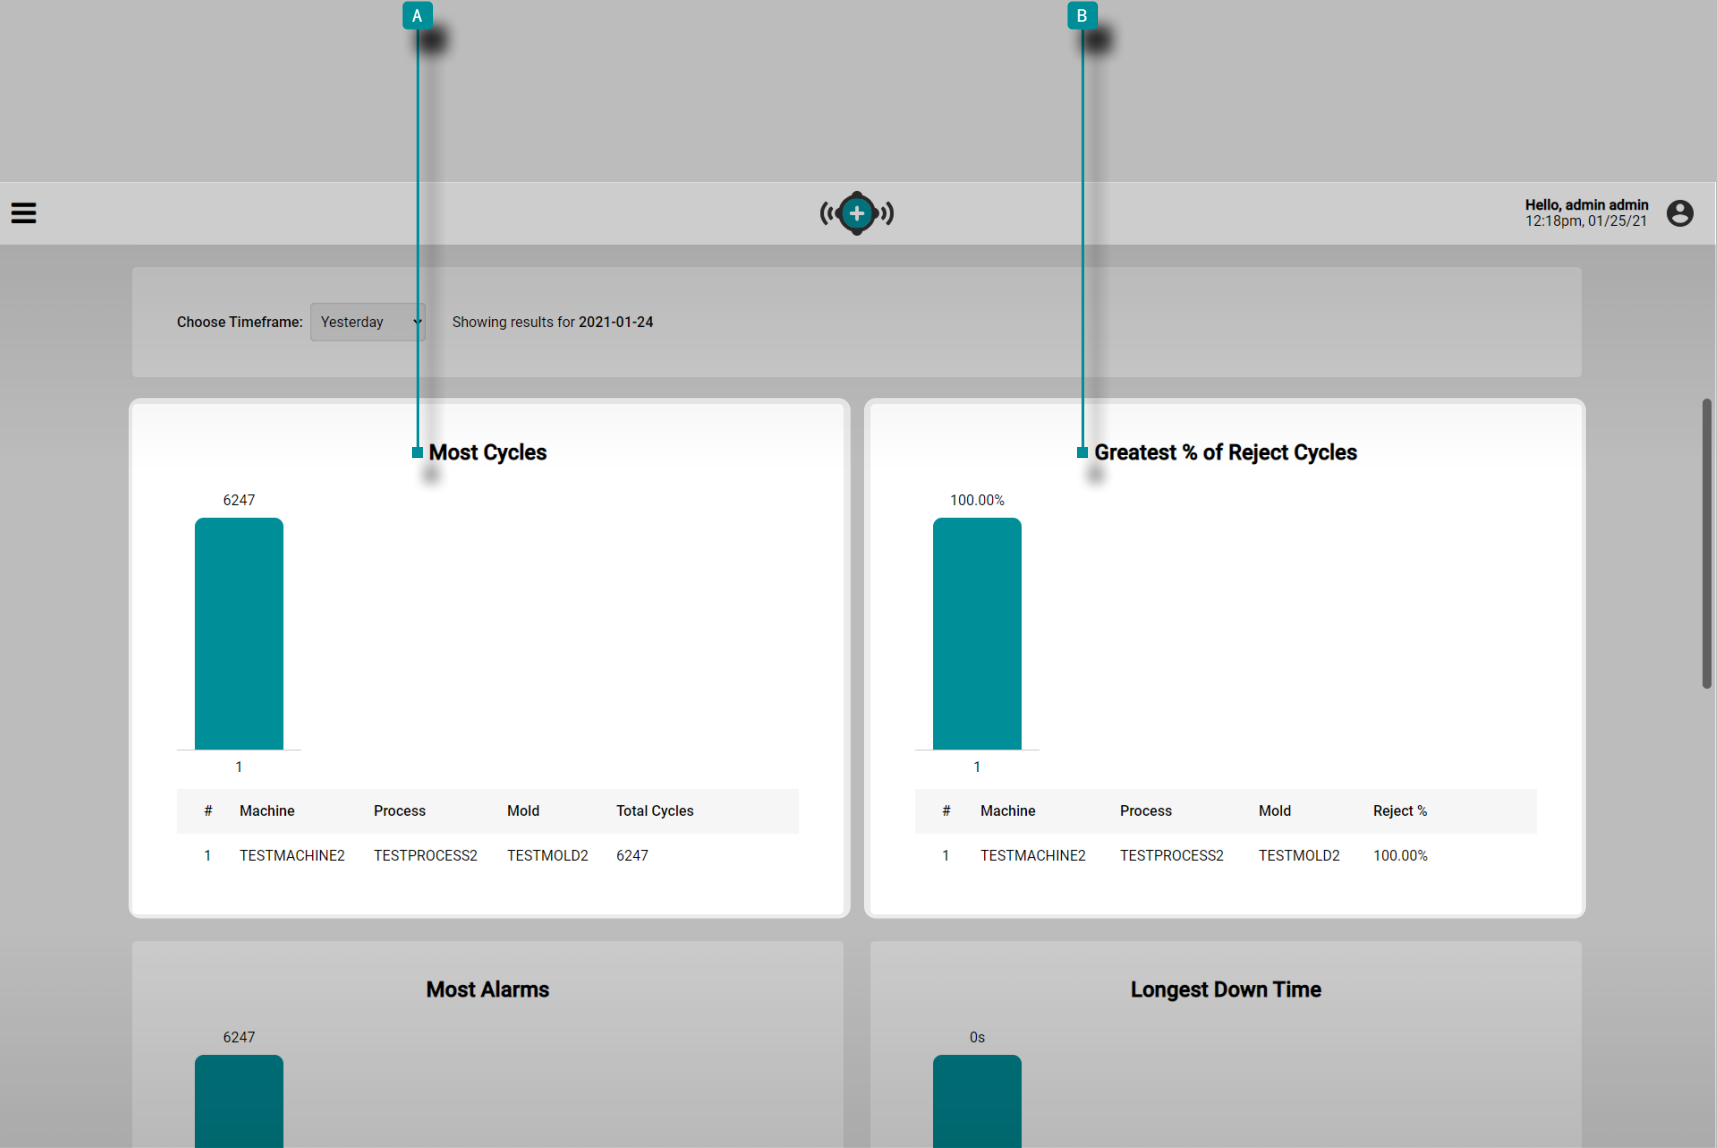 A
B
Hello, admin admin
12:18pm, 01/25/21
Choose Timeframe: Yesterday Showing results for 2021-01-24
Most Cycles
6247
1
# Machine Process Mold Total Cycles
1 TESTMACHINE2 TESTPROCESS2 TESTMOLD2 6247
Greatest % of Reject Cycles
100.00%
1
# Machine Process Mold Reject %
1 TESTMACHINE2 TESTPROCESS2 TESTMOLD2 100.00%
Most Alarms
6247
Longest Down Time
0s